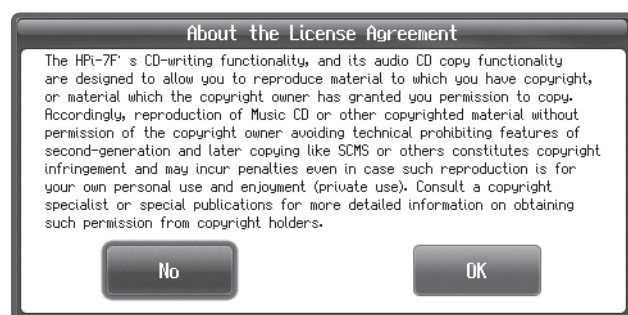 About the License Agreement
The HPi-7F' s CD-writing functionality, and its audio CD copy functionality
are designed to allow you to reproduce material to which you have copyright,
or material which the copyright owner has granted you permission to copy.
Accordingly, reproduction of Music CD or other copyrighted material without
permission of the copyright owner avoiding technical prohibiting features of
second-generation and later copying like SCMS or others constitutes copyright
infringement and may incur penalties even in case such reproduction is for
your own personal use and enjoyment (private use). Consult a copyright
specialist or special publications for more detailed information on obtaining
such permission from copyright holders.
No
OK